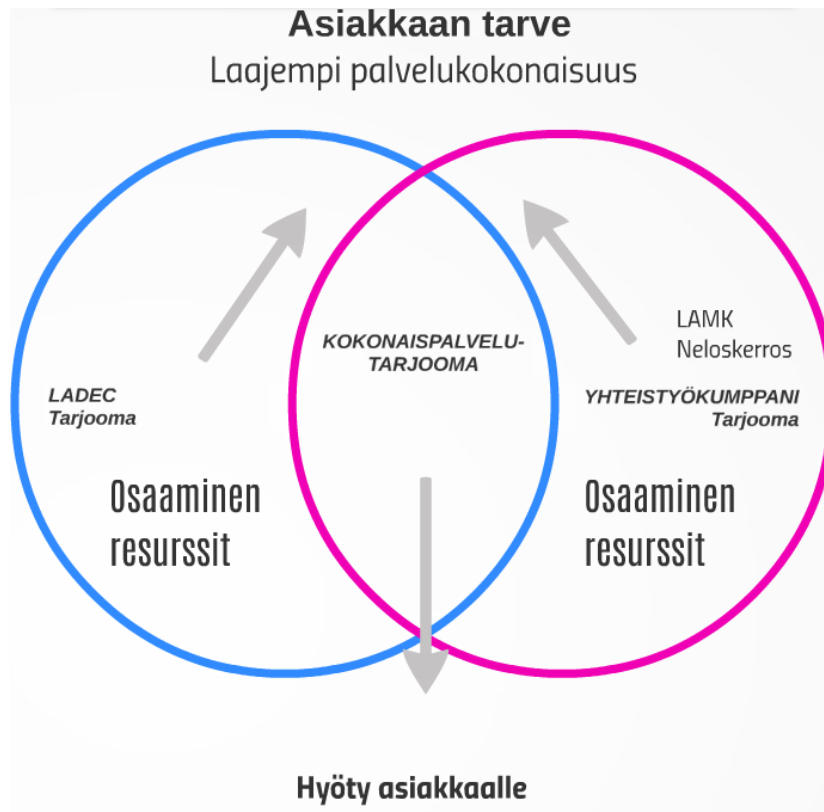 Asiakkaan tarve
Laajempi palvelukokonaisuus
KOKONAISPALVELU-
TARJOOMA
LADEC
Tarjooma
Osaaminen
resurssit
LAMK
Neloskerros
YHTEISTYÖKUMPPANI
Tarjooma
Osaaminen
resurssit
Hyöty asiakkaalle